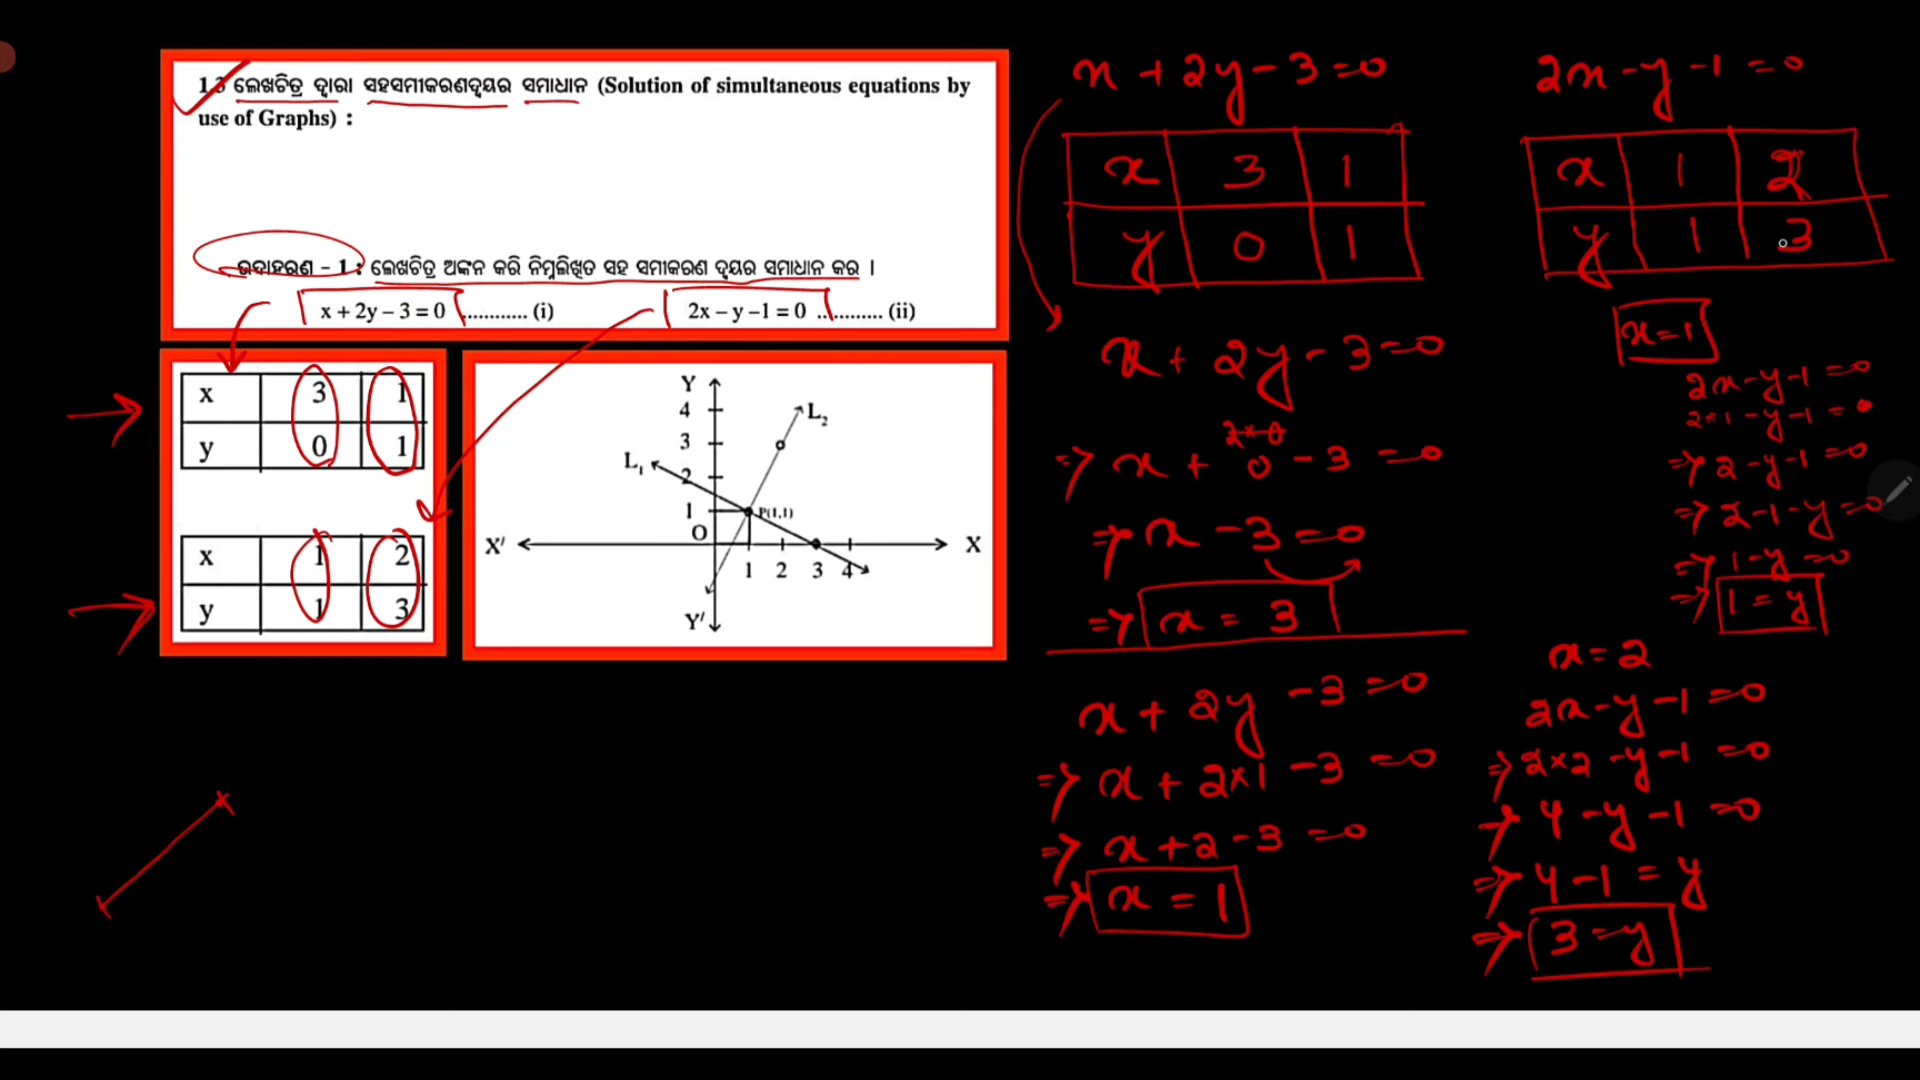 1.3 ଲେଖଚିତ୍ର ଦ୍ୱାରା ସହସମୀକରଣଦ୍ୱୟର ସମାଧାନ (Solution of simultaneous equations by
use of Graphs) :
ଉଦାହରଣ – 1 : ଲେଖଚିତ୍ର ଅଙ୍କନ କରି ନିମ୍ନଲିଖିତ ସହ ସମୀକରଣ ଦ୍ୱୟର ସମାଧାନ କର ।
x + 2y – 3 = 0 ............ (i) 2x – y –1 = 0 ............ (ii)
x 3 1
y 0 1
x 1 2
y 1 3
Y
4
3
2
1
O
L₁
L₂
P(1,1)
X′ X
1 2 3 4
Y′
x + 2y - 3 = 0
x 3 1
y 0 1
x + 2y - 3 = 0
2×0
⇒ x + 0 - 3 = 0
⇒ x - 3 = 0
⇒ x = 3
x + 2y - 3 = 0
⇒ x + 2×1 - 3 = 0
⇒ x + 2 - 3 = 0
⇒ x = 1
2x - y - 1 = 0
x 1 2
y 1 3
x = 1
2x - y - 1 = 0
2×1 - y - 1 = 0
⇒ 2 - y - 1 = 0
⇒ 2 - 1 - y = 0
⇒ 1 - y = 0
⇒ 1 = y
x = 2
2x - y - 1 = 0
⇒ 2×2 - y - 1 = 0
⇒ 4 - y - 1 = 0
⇒ 4 - 1 = y
⇒ 3 = y